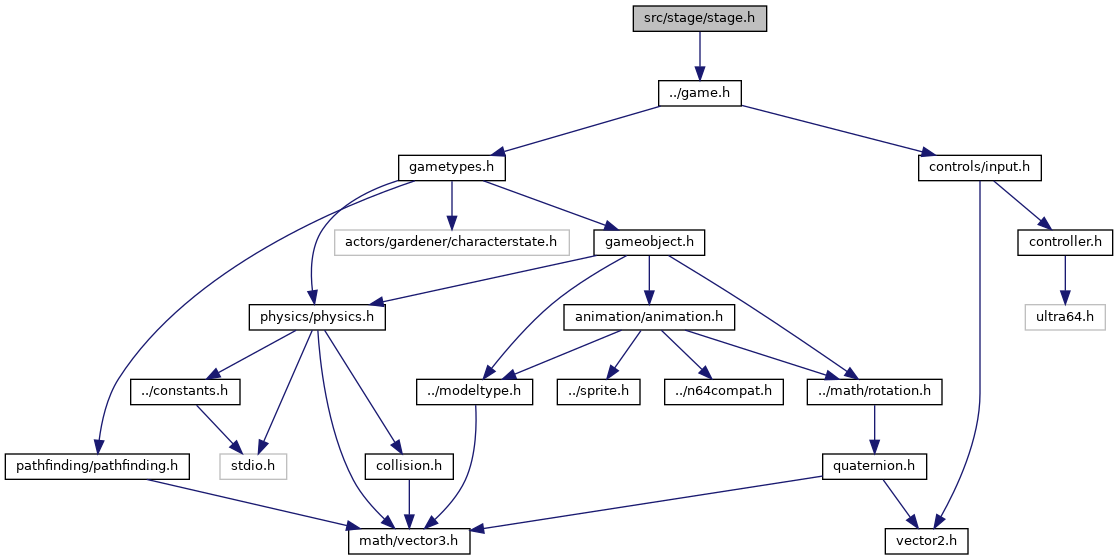 src/stage/stage.h
../game.h
gametypes.h
controls/input.h
actors/gardener/characterstate.h
gameobject.h
controller.h
physics/physics.h
animation/animation.h
ultra64.h
../constants.h
../modeltype.h
../sprite.h
../n64compat.h
../math/rotation.h
pathfinding/pathfinding.h
stdio.h
collision.h
quaternion.h
math/vector3.h
vector2.h